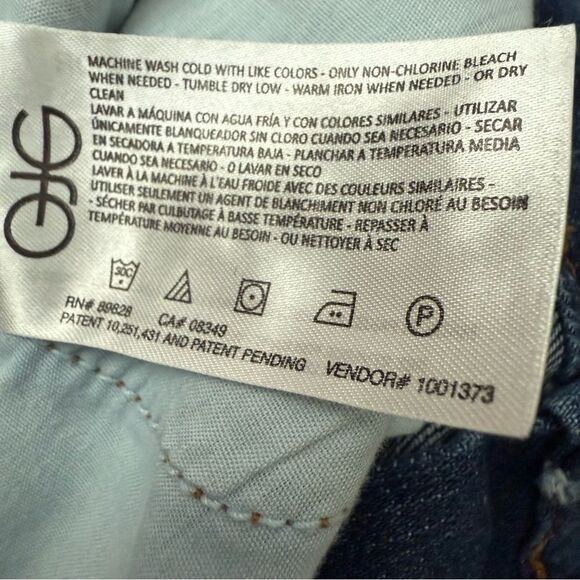 MACHINE WASH COLD WITH LIKE COLORS - ONLY NON-CHLORINE BLEACH
WHEN NEEDED - TUMBLE DRY LOW - WARM IRON WHEN NEEDED - OR DRY
CLEAN
LAVAR A MÁQUINA CON AGUA FRÍA Y CON COLORES SIMILARES - UTILIZAR
ÚNICAMENTE BLANQUEADOR SIN CLORO CUANDO SEA NECESARIO - SECAR
EN SECADORA A TEMPERATURA BAJA - PLANCHAR A TEMPERATURA MEDIA
CUANDO SEA NECESARIO - O LAVAR EN SECO
LAVER À LA MACHINE À L'EAU FROIDE AVEC DES COULEURS SIMILAIRES -
UTILISER SEULEMENT UN AGENT DE BLANCHIMENT NON CHLORÉ AU BESOIN
- SÉCHER PAR CULBUTAGE À BASSE TEMPÉRATURE - REPASSER À
TEMPÉRATURE MOYENNE AU BESOIN - OU NETTOYER À SEC
30C
P
RN# 89828 CA# 08349
PATENT 10,251,431 AND PATENT PENDING VENDOR# 1001373